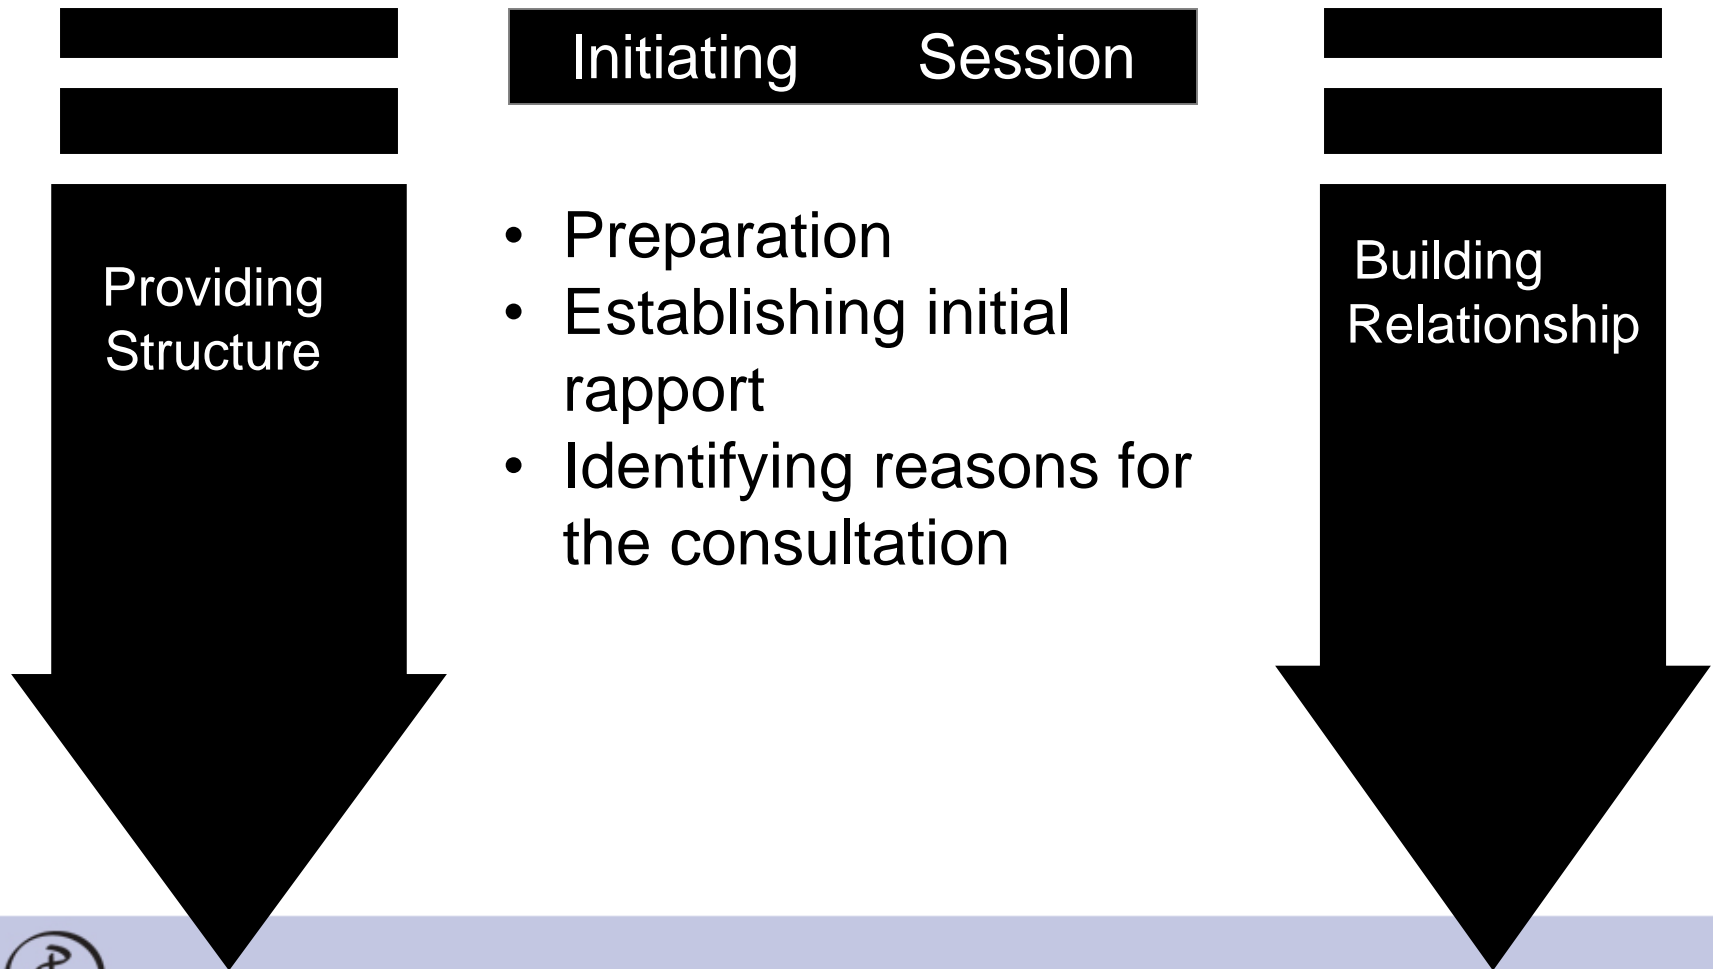 Initiating Session
Providing
Structure
• Preparation
• Establishing initial
rapport
• Identifying reasons for
the consultation
Building
Relationship